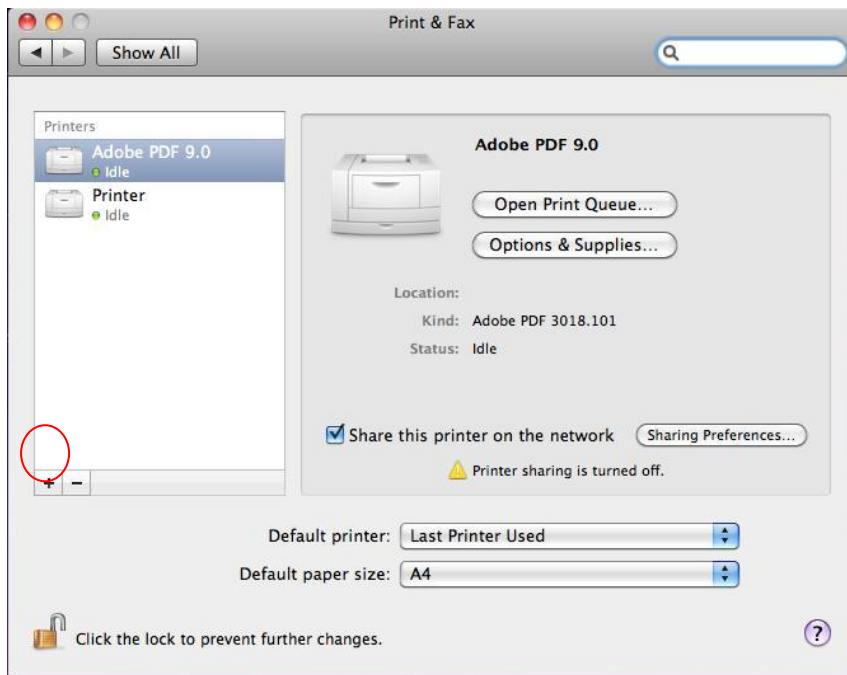 Print & Fax
Show All
Printers
Adobe PDF 9.0
Idle
Printer
Idle
Adobe PDF 9.0
Open Print Queue...
Options & Supplies...
Location:
Kind: Adobe PDF 3018.101
Status: Idle
Share this printer on the network Sharing Preferences...
Printer sharing is turned off.
+ −
Default printer: Last Printer Used
Default paper size: A4
Click the lock to prevent further changes.
?